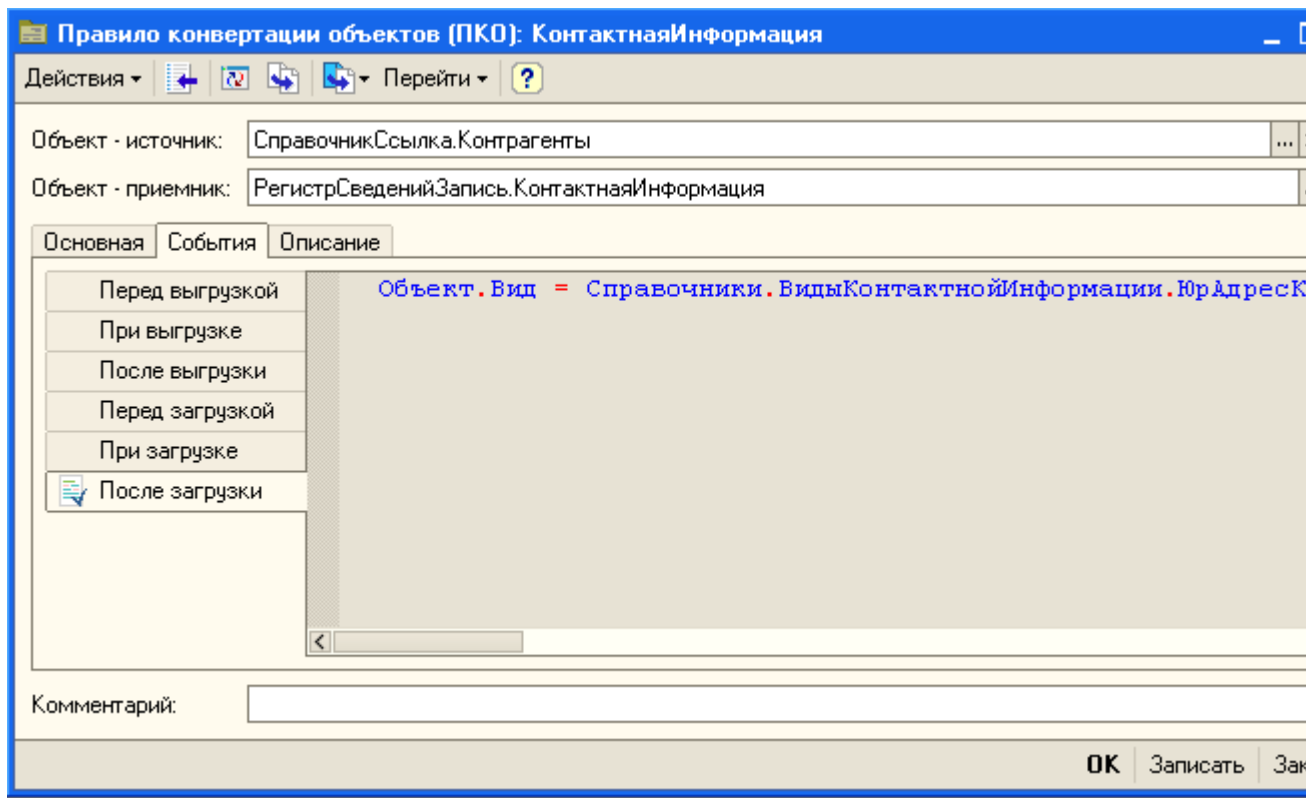 Правило конвертации объектов (ПКО): КонтактнаяИнформация
Действия Перейти ?
Объект - источник: СправочникСсылка.Контрагенты ...
Объект - приемник: РегистрСведенийЗапись.КонтактнаяИнформация
Основная События Описание
Перед выгрузкой
При выгрузке
После выгрузки
Перед загрузкой
При загрузке
После загрузки
Объект.Вид = Справочники.ВидыКонтактнойИнформации.ЮрАдресК
Комментарий:
OK Записать Зак